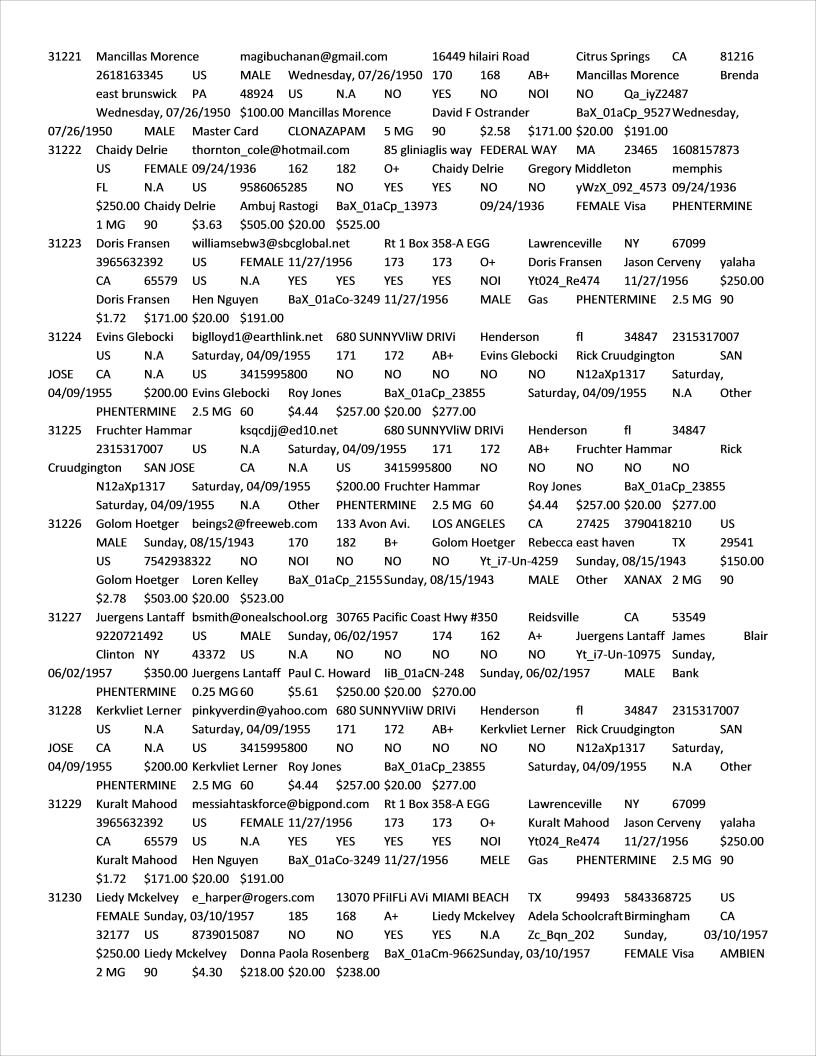 31221 Mancillas Morence magibuchanan@gmail.com 16449 hilairi Road Citrus Springs CA 81216
2618163345 US MALE Wednesday, 07/26/1950 170 168 AB+ Mancillas Morence Brenda
east brunswick PA 48924 US N.A NO YES NO NOI NO Qa_iyZ2487
Wednesday, 07/26/1950 $100.00 Mancillas Morence David F Ostrander BaX_01aCp_9527Wednesday,
07/26/1950 MALE Master Card CLONAZAPAM 5 MG 90 $2.58 $171.00 $20.00 $191.00
31222 Chaidy Delrie thornton_cole@hotmail.com 85 gliniaglis way FEDERAL WAY MA 23465 1608157873
US FEMALE 09/24/1936 162 182 O+ Chaidy Delrie Gregory Middleton memphis
FL N.A US 9586065285 NO YES YES NO NO yWzX_092_4573 09/24/1936
$250.00 Chaidy Delrie Ambuj Rastogi BaX_01aCp_13973 09/24/1936 FEMALE Visa PHENTERMINE
1 MG 90 $3.63 $505.00 $20.00 $525.00
31223 Doris Fransen williamsebw3@sbcglobal.net Rt 1 Box 358-A EGG Lawrenceville NY 67099
3965632392 US FEMALE 11/27/1956 173 173 O+ Doris Fransen Jason Cerveny yalaha
CA 65579 US N.A YES YES YES YES NOI Yt024_Re474 11/27/1956 $250.00
Doris Fransen Hen Nguyen BaX_01aCo-3249 11/27/1956 MALE Gas PHENTERMINE 2.5 MG 90
$1.72 $171.00 $20.00 $191.00
31224 Evins Glebocki biglloyd1@earthlink.net 680 SUNNYVliW DRIVi Henderson fl 34847 2315317007
US N.A Saturday, 04/09/1955 171 172 AB+ Evins Glebocki Rick Cruudgington SAN
JOSE CA N.A US 3415995800 NO NO NO NO NO N12aXp1317 Saturday,
04/09/1955 $200.00 Evins Glebocki Roy Jones BaX_01aCp_23855 Saturday, 04/09/1955 N.A Other
PHENTERMINE 2.5 MG 60 $4.44 $257.00 $20.00 $277.00
31225 Fruchter Hammar ksqcdjj@ed10.net 680 SUNNYVliW DRIVi Henderson fl 34847
2315317007 US N.A Saturday, 04/09/1955 171 172 AB+ Fruchter Hammar Rick
Cruudgington SAN JOSE CA N.A US 3415995800 NO NO NO NO NO
N12aXp1317 Saturday, 04/09/1955 $200.00 Fruchter Hammar Roy Jones BaX_01aCp_23855
Saturday, 04/09/1955 N.A Other PHENTERMINE 2.5 MG 60 $4.44 $257.00 $20.00 $277.00
31226 Golom Hoetger beings2@freeweb.com 133 Avon Avi. LOS ANGELES CA 27425 3790418210 US
MALE Sunday, 08/15/1943 170 182 B+ Golom Hoetger Rebecca east haven TX 29541
US 7542938322 NO NOI NO NO NO Yt_i7-Un-4259 Sunday, 08/15/1943 $150.00
Golom Hoetger Loren Kelley BaX_01aCp_2155Sunday, 08/15/1943 MALE Other XANAX 2 MG 90
$2.78 $503.00 $20.00 $523.00
31227 Juergens Lantaff bsmith@onealschool.org 30765 Pacific Coast Hwy #350 Reidsville CA 53549
9220721492 US MALE Sunday, 06/02/1957 174 162 A+ Juergens Lantaff James Blair
Clinton NY 43372 US N.A NO NO NO NO NO Yt_i7-Un-10975 Sunday,
06/02/1957 $350.00 Juergens Lantaff Paul C. Howard IiB_01aCN-248 Sunday, 06/02/1957 MALE Bank
PHENTERMINE 0.25 MG 60 $5.61 $250.00 $20.00 $270.00
31228 Kerkvliet Lerner pinkyverdin@yahoo.com 680 SUNNYVliW DRIVi Henderson fl 34847 2315317007
US N.A Saturday, 04/09/1955 171 172 AB+ Kerkvliet Lerner Rick Cruudgington SAN
JOSE CA N.A US 3415995800 NO NO NO NO NO N12aXp1317 Saturday,
04/09/1955 $200.00 Kerkvliet Lerner Roy Jones BaX_01aCp_23855 Saturday, 04/09/1955 N.A Other
PHENTERMINE 2.5 MG 60 $4.44 $257.00 $20.00 $277.00
31229 Kuralt Mahood messiahtaskforce@bigpond.com Rt 1 Box 358-A EGG Lawrenceville NY 67099
3965632392 US FEMALE 11/27/1956 173 173 O+ Kuralt Mahood Jason Cerveny yalaha
CA 65579 US N.A YES YES YES YES NOI Yt024_Re474 11/27/1956 $250.00
Kuralt Mahood Hen Nguyen BaX_01aCo-3249 11/27/1956 MELE Gas PHENTERMINE 2.5 MG 90
$1.72 $171.00 $20.00 $191.00
31230 Liedy Mckelvey e_harper@rogers.com 13070 PFiIFLi AVi MIAMI BEACH TX 99493 5843368725 US
FEMALE Sunday, 03/10/1957 185 168 A+ Liedy Mckelvey Adela Schoolcraft Birmingham CA
32177 US 8739015087 NO NO YES YES N.A Zc_Bqn_202 Sunday, 03/10/1957
$250.00 Liedy Mckelvey Donna Paola Rosenberg BaX_01aCm-9662Sunday, 03/10/1957 FEMALE Visa AMBIEN
2 MG 90 $4.30 $218.00 $20.00 $238.00